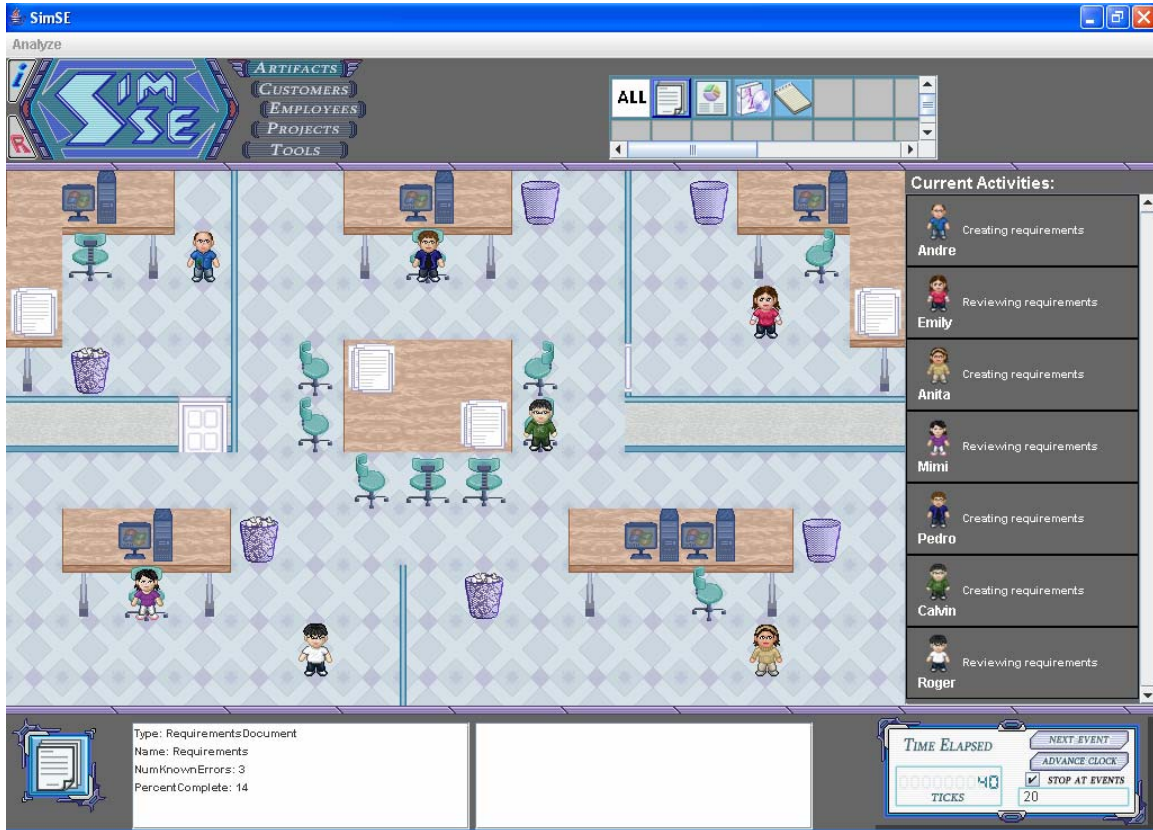 SimSE
Analyze
i
R
SIM
SE
ARTIFACTS
CUSTOMERS
EMPLOYEES
PROJECTS
TOOLS
ALL
Current Activities:
Creating requirements
Andre
Reviewing requirements
Emily
Creating requirements
Anita
Reviewing requirements
Mimi
Creating requirements
Pedro
Creating requirements
Calvin
Reviewing requirements
Roger
Type: RequirementsDocument
Name: Requirements
NumKnownErrors: 3
PercentComplete: 14
TIME ELAPSED
40
TICKS
NEXT EVENT
ADVANCE CLOCK
STOP AT EVENTS
20